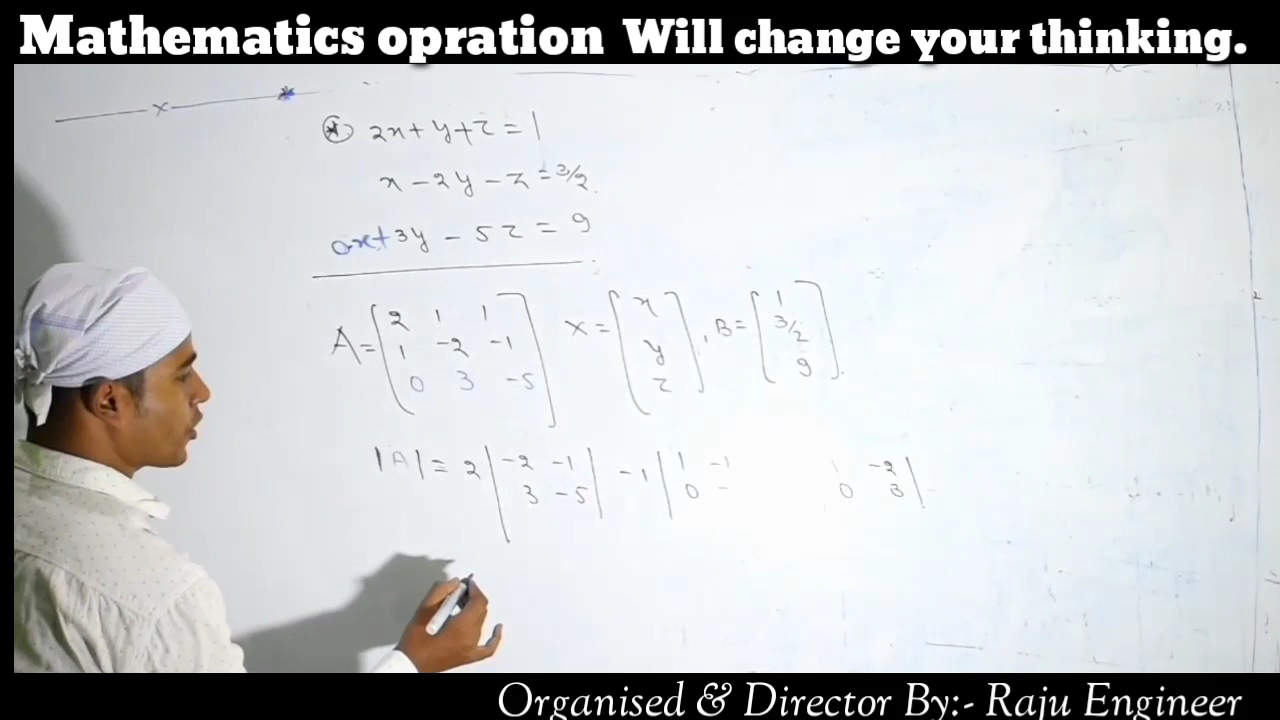 Mathematics opration Will change your thinking.
2x + y + z = 1
x - 2y - z = 3/2
0x + 3y - 5z = 9
A = [ 2 1 1
1 -2 -1
0 3 -5 ]
X = [ x
y
z ]
, B = [ 1
3/2
9 ]
|A| = 2 | -2 -1
3 -5 | -1 | 1 -1
0
1 -2
0 3 |
Organised & Director By:- Raju Engineer